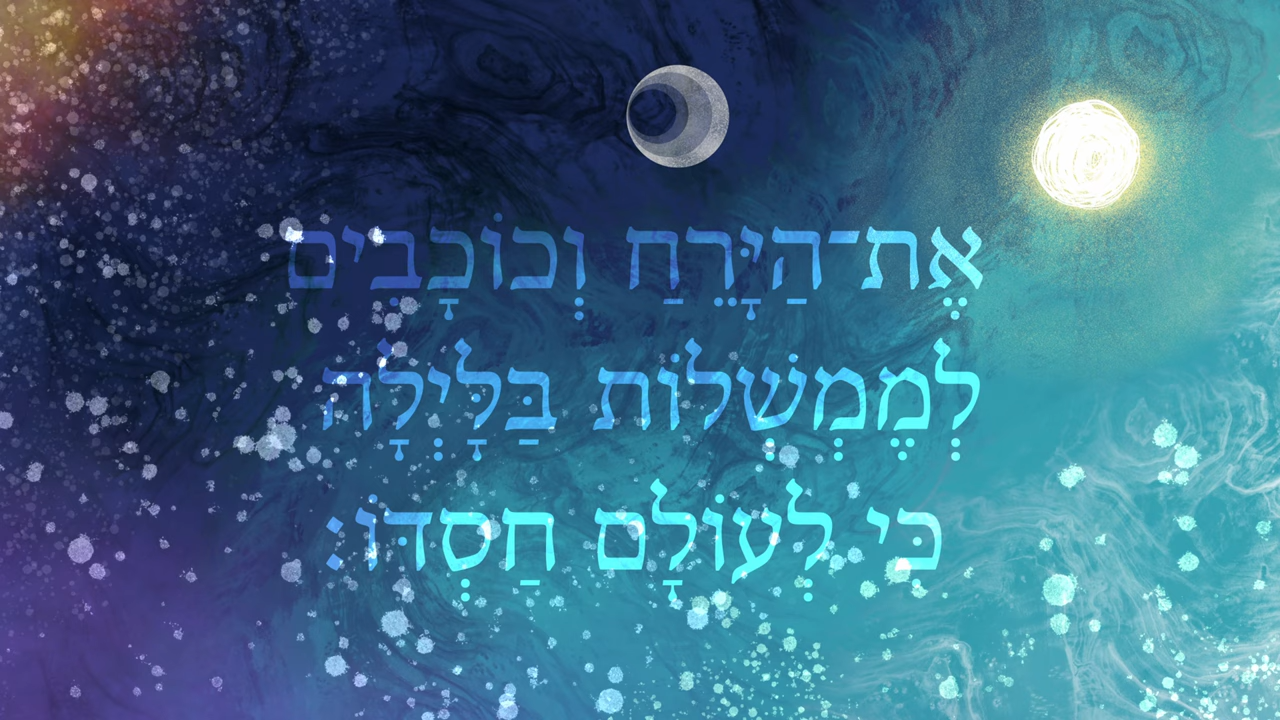 אֶת־הַיָּרֵחַ וְכוֹכָבִים
לְמֶמְשְׁלוֹת בַּלָּיְלָה
כִּי לְעוֹלָם חַסְדּוֹ׃